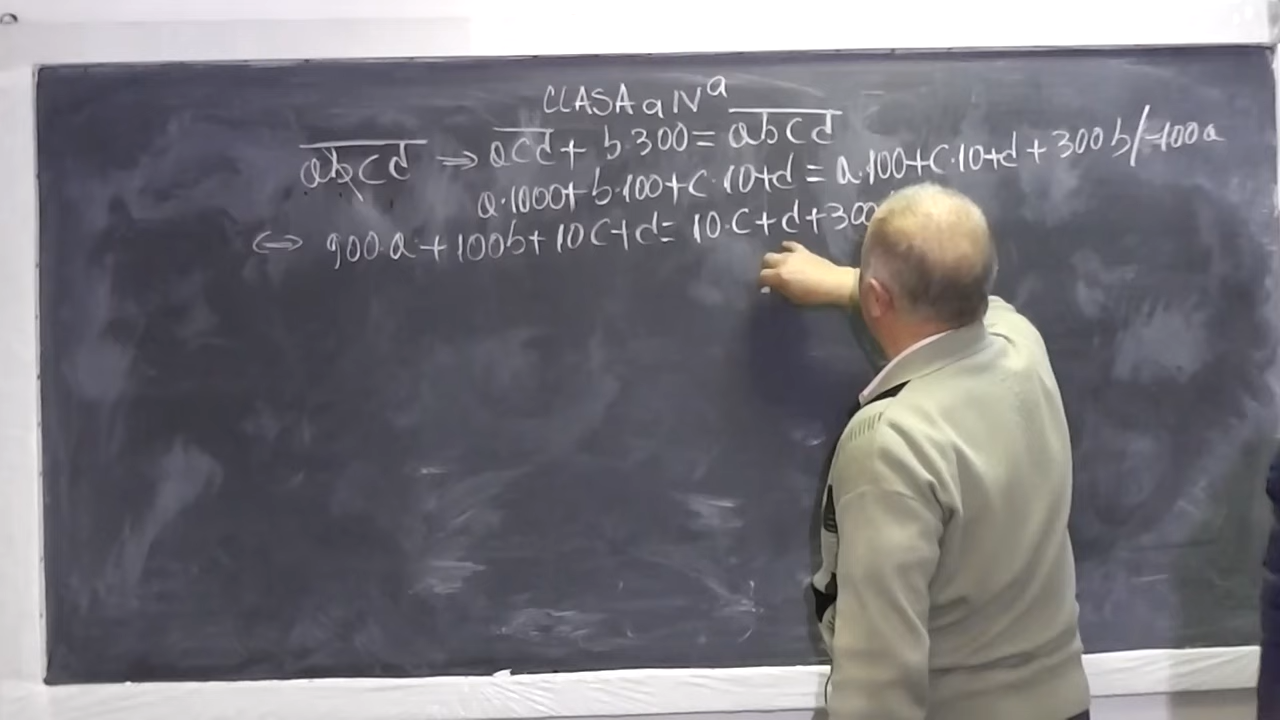 CLASA a IV a
abcd => acd + b·300 = abcd
a·1000+b·100+c·10+d = a·100+c·10+d+300b/-100a
<=> 900·a+100b+10c+d= 10·c+d+300